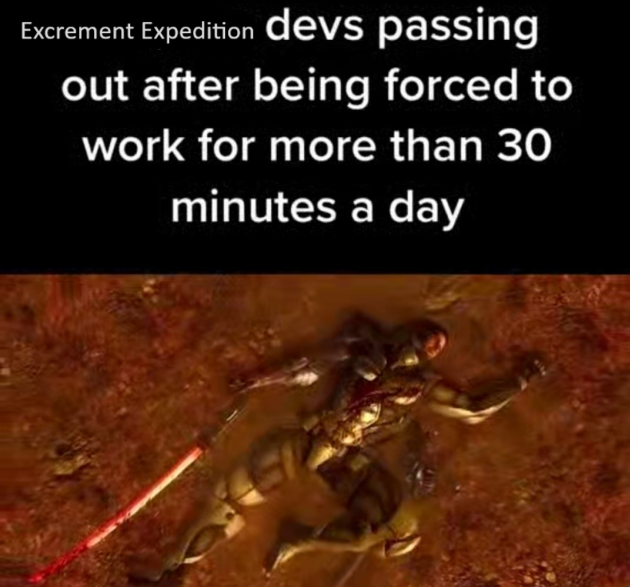 Excrement Expedition devs passing
out after being forced to
work for more than 30
minutes a day